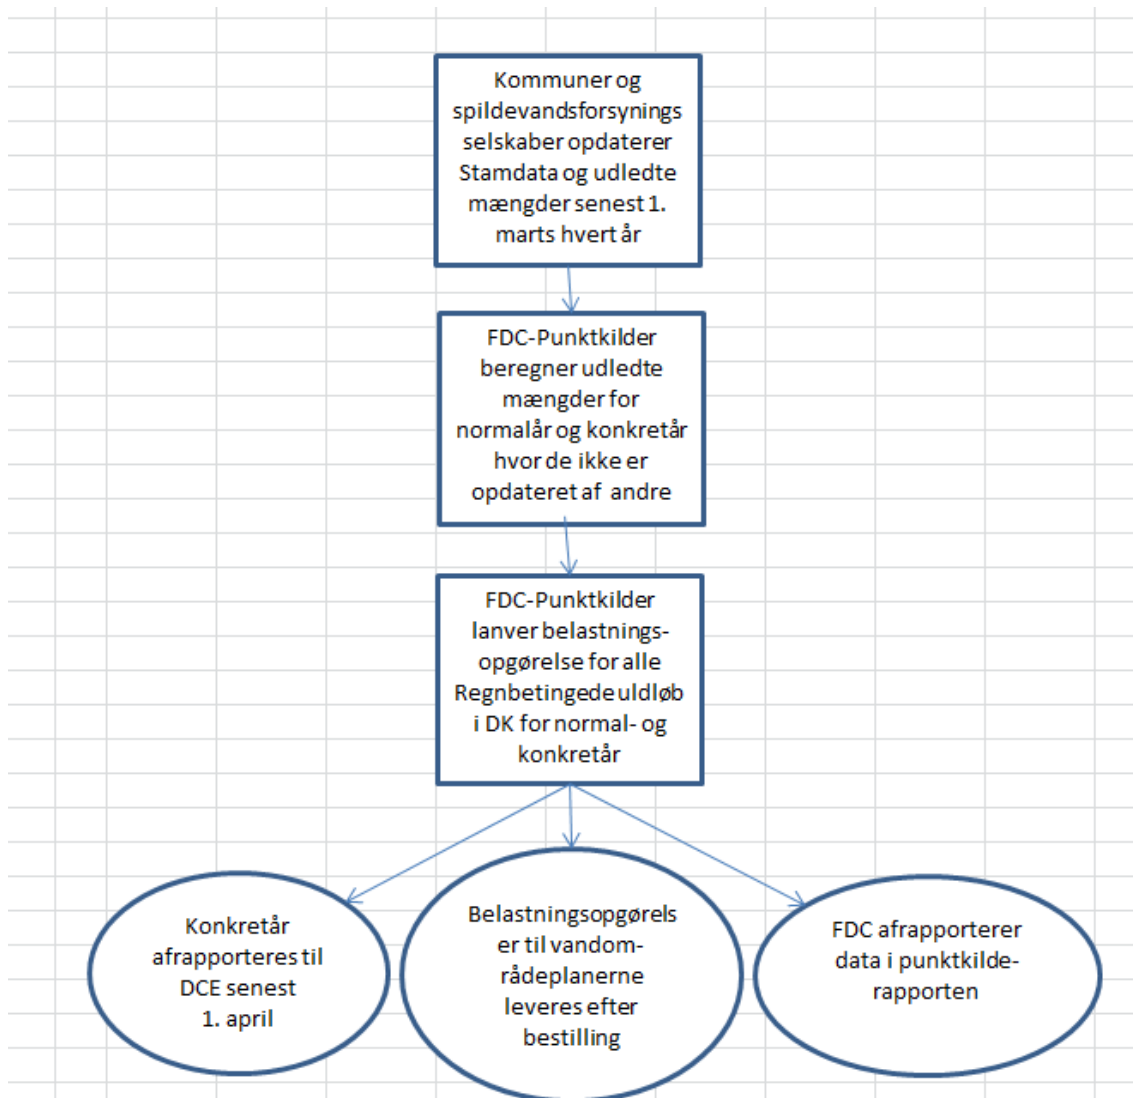 Kommuner og
spildevandsforsynings
selskaber opdaterer
Stamdata og udledte
mængder senest 1.
marts hvert år
FDC-Punktkilder
beregner udledte
mængder for
normalår og konkretår
hvor de ikke er
opdateret af andre
FDC-Punktkilder
lanver belastnings-
opgørelse for alle
Regnbetingede uldløb
i DK for normal- og
konkretår
Konkretår
afrapporteres til
DCE senest
1. april
Belastningsopgørels
er til vandom-
rådeplanerne
leveres efter
bestilling
FDC afrapporterer
data i punktkilde-
rapporten